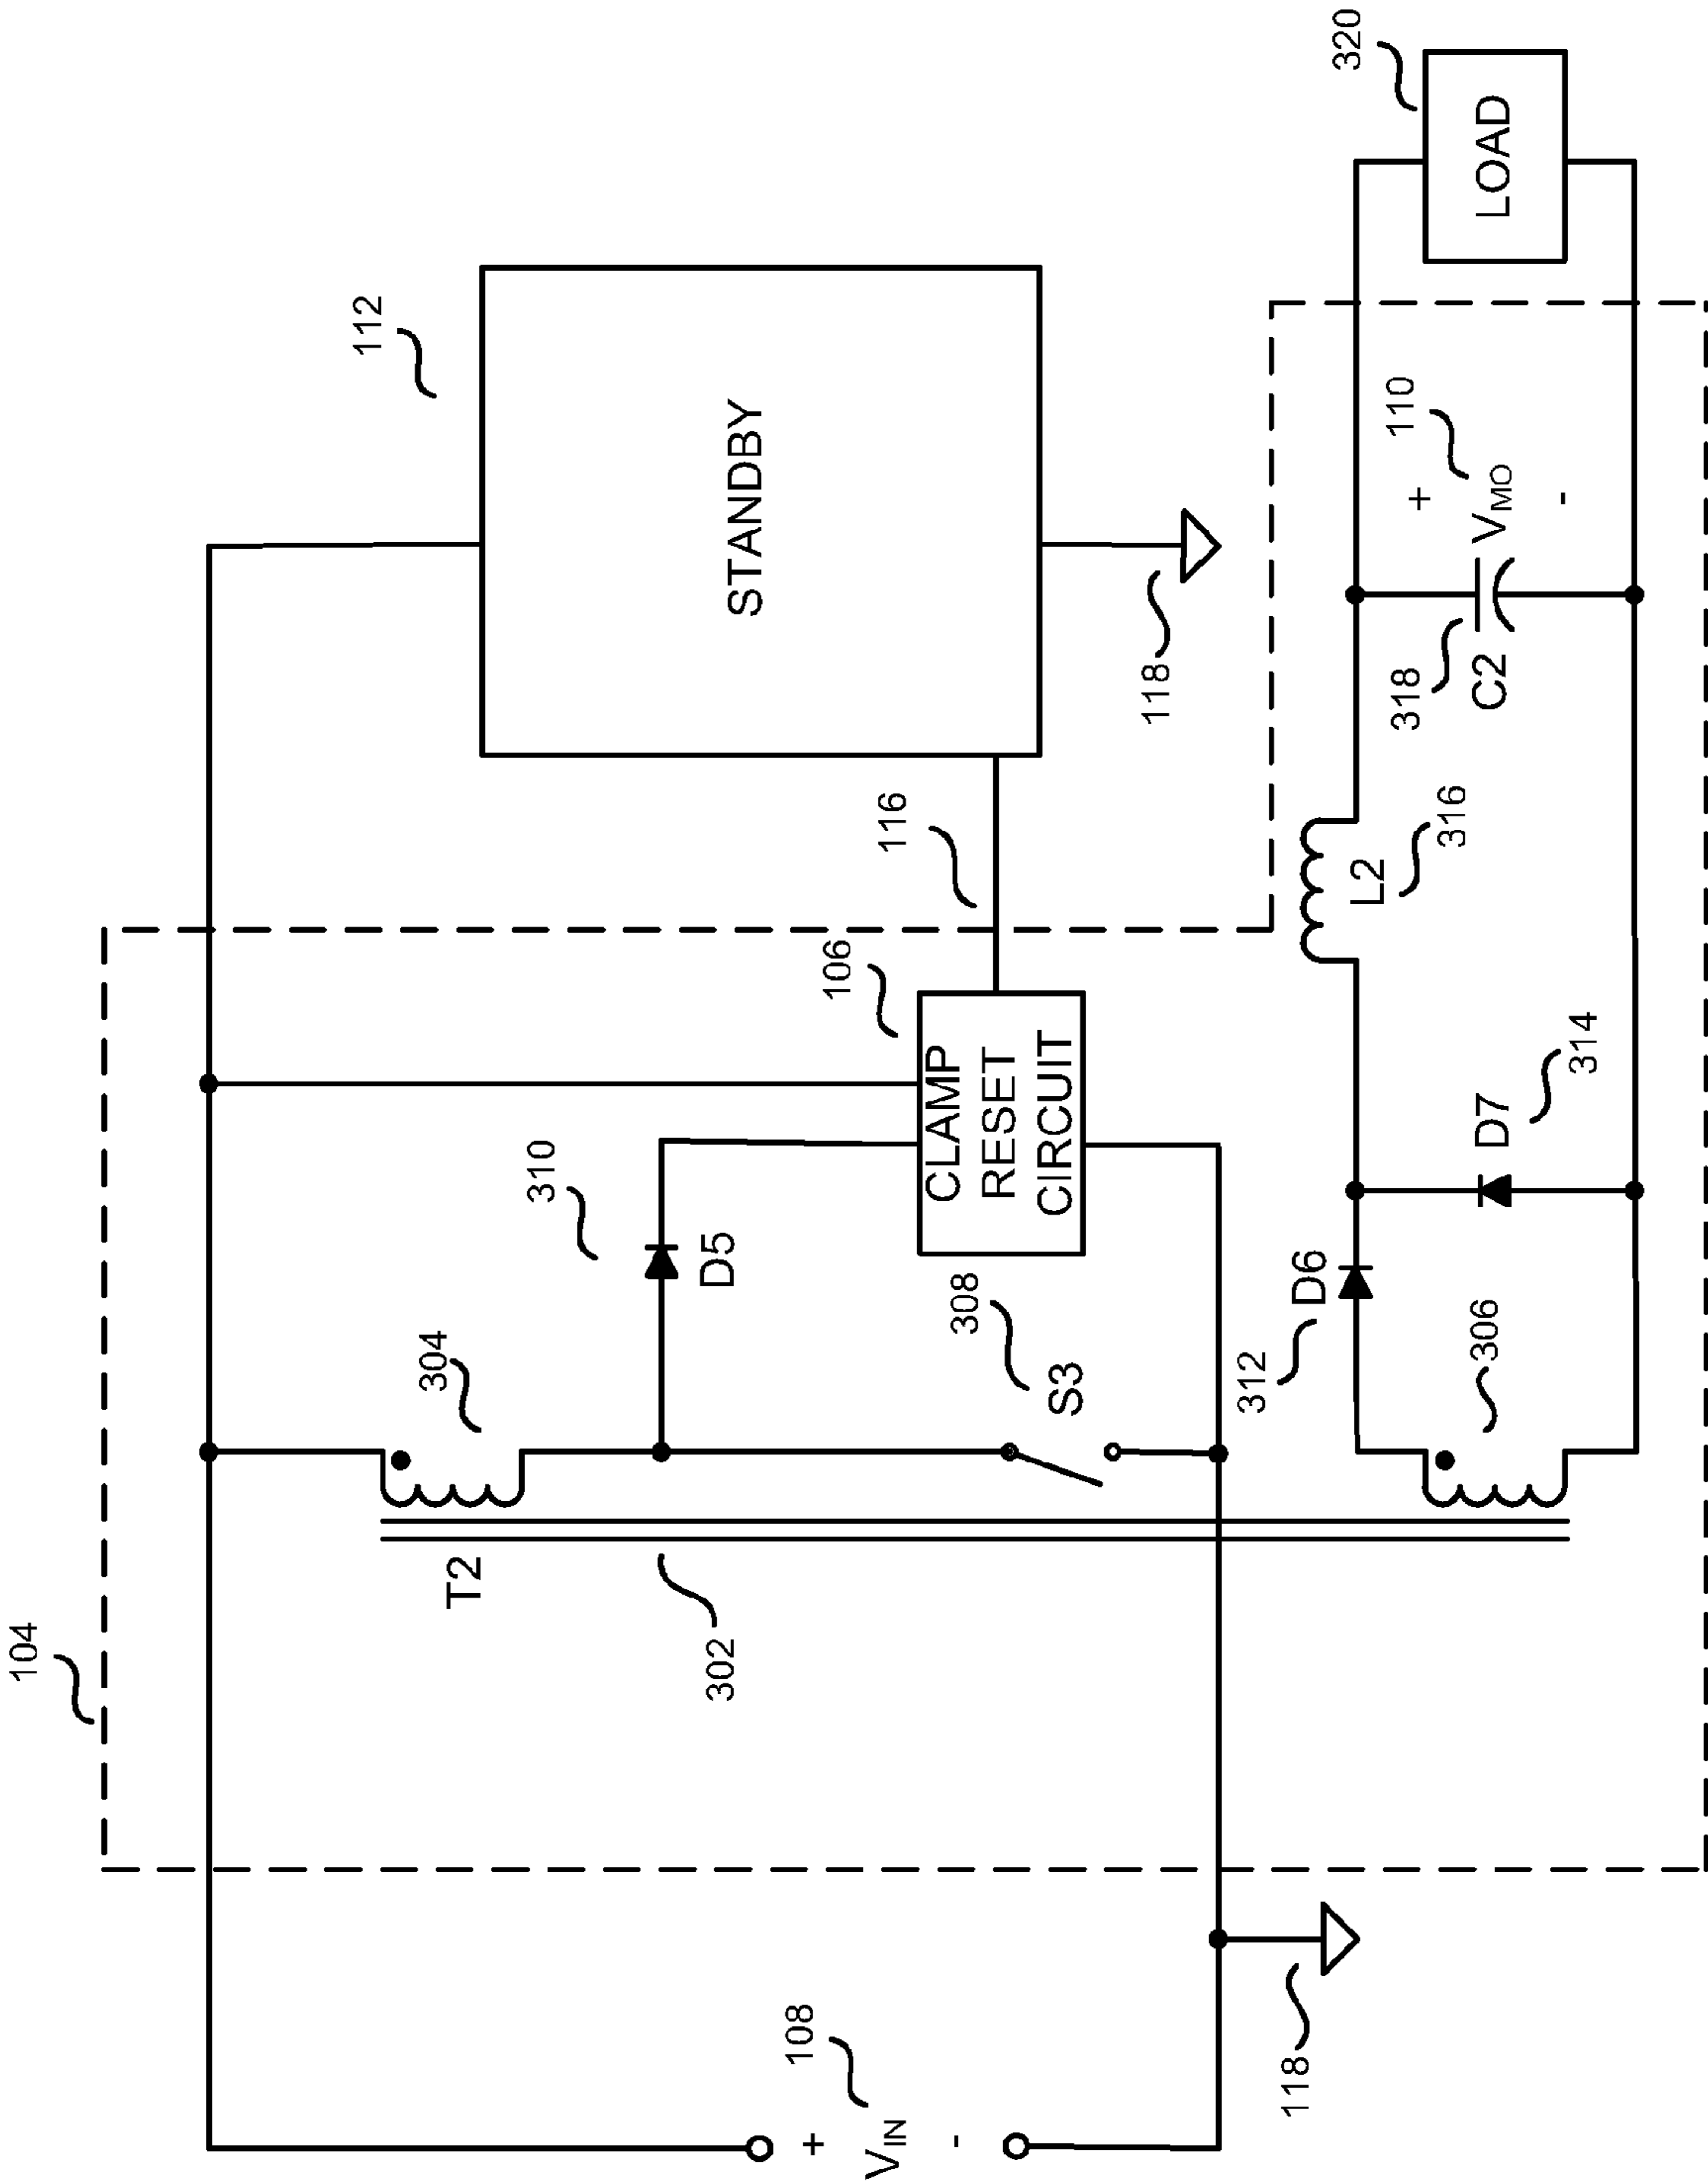 104
112
304
310
T2
302
D5
STANDBY
106
116
CLAMP
RESET
CIRCUIT
308
S3
108
+
VIN
-
118
118
312
D6
306
D7
314
L2
316
318
C2
110
+
VMO
-
320
LOAD